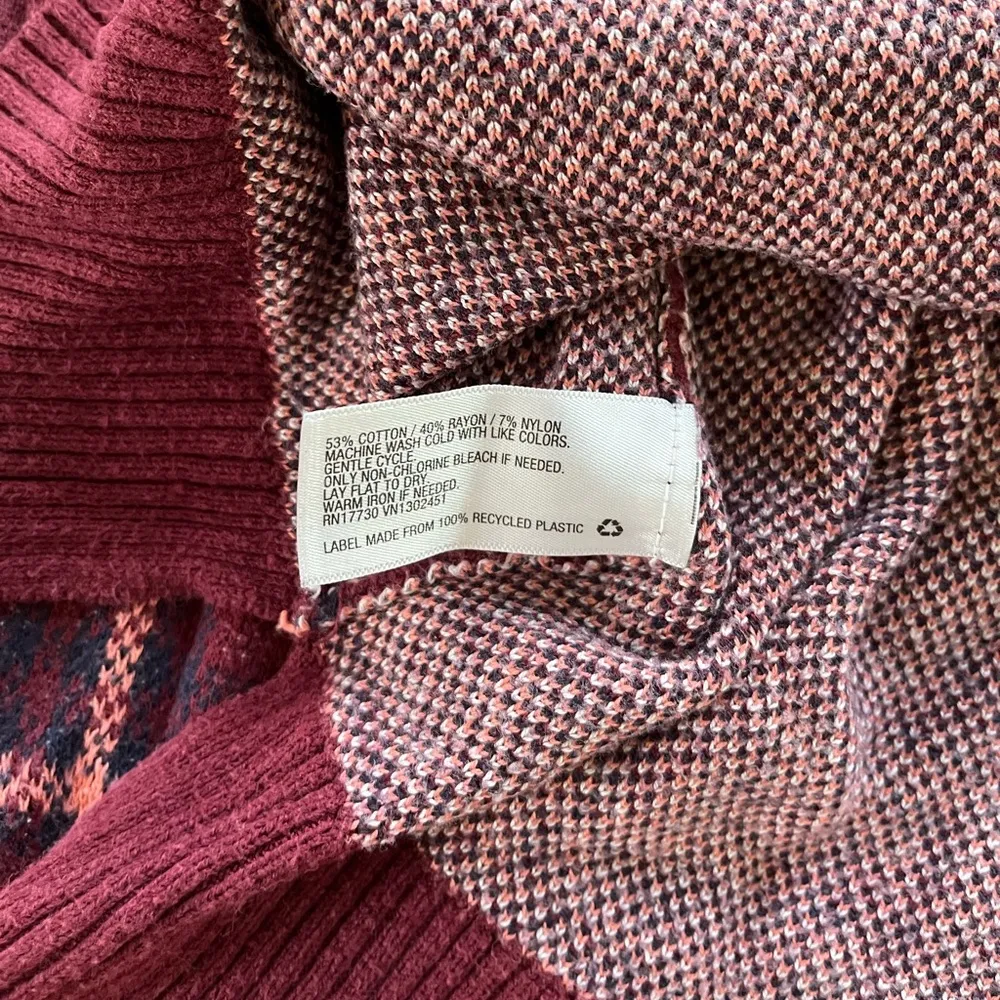 53% COTTON / 40% RAYON / 7% NYLON
MACHINE WASH COLD WITH LIKE COLORS.
GENTLE CYCLE.
ONLY NON-CHLORINE BLEACH IF NEEDED.
LAY FLAT TO DRY.
WARM IRON IF NEEDED.
RN17730 VN1302451
LABEL MADE FROM 100% RECYCLED PLASTIC